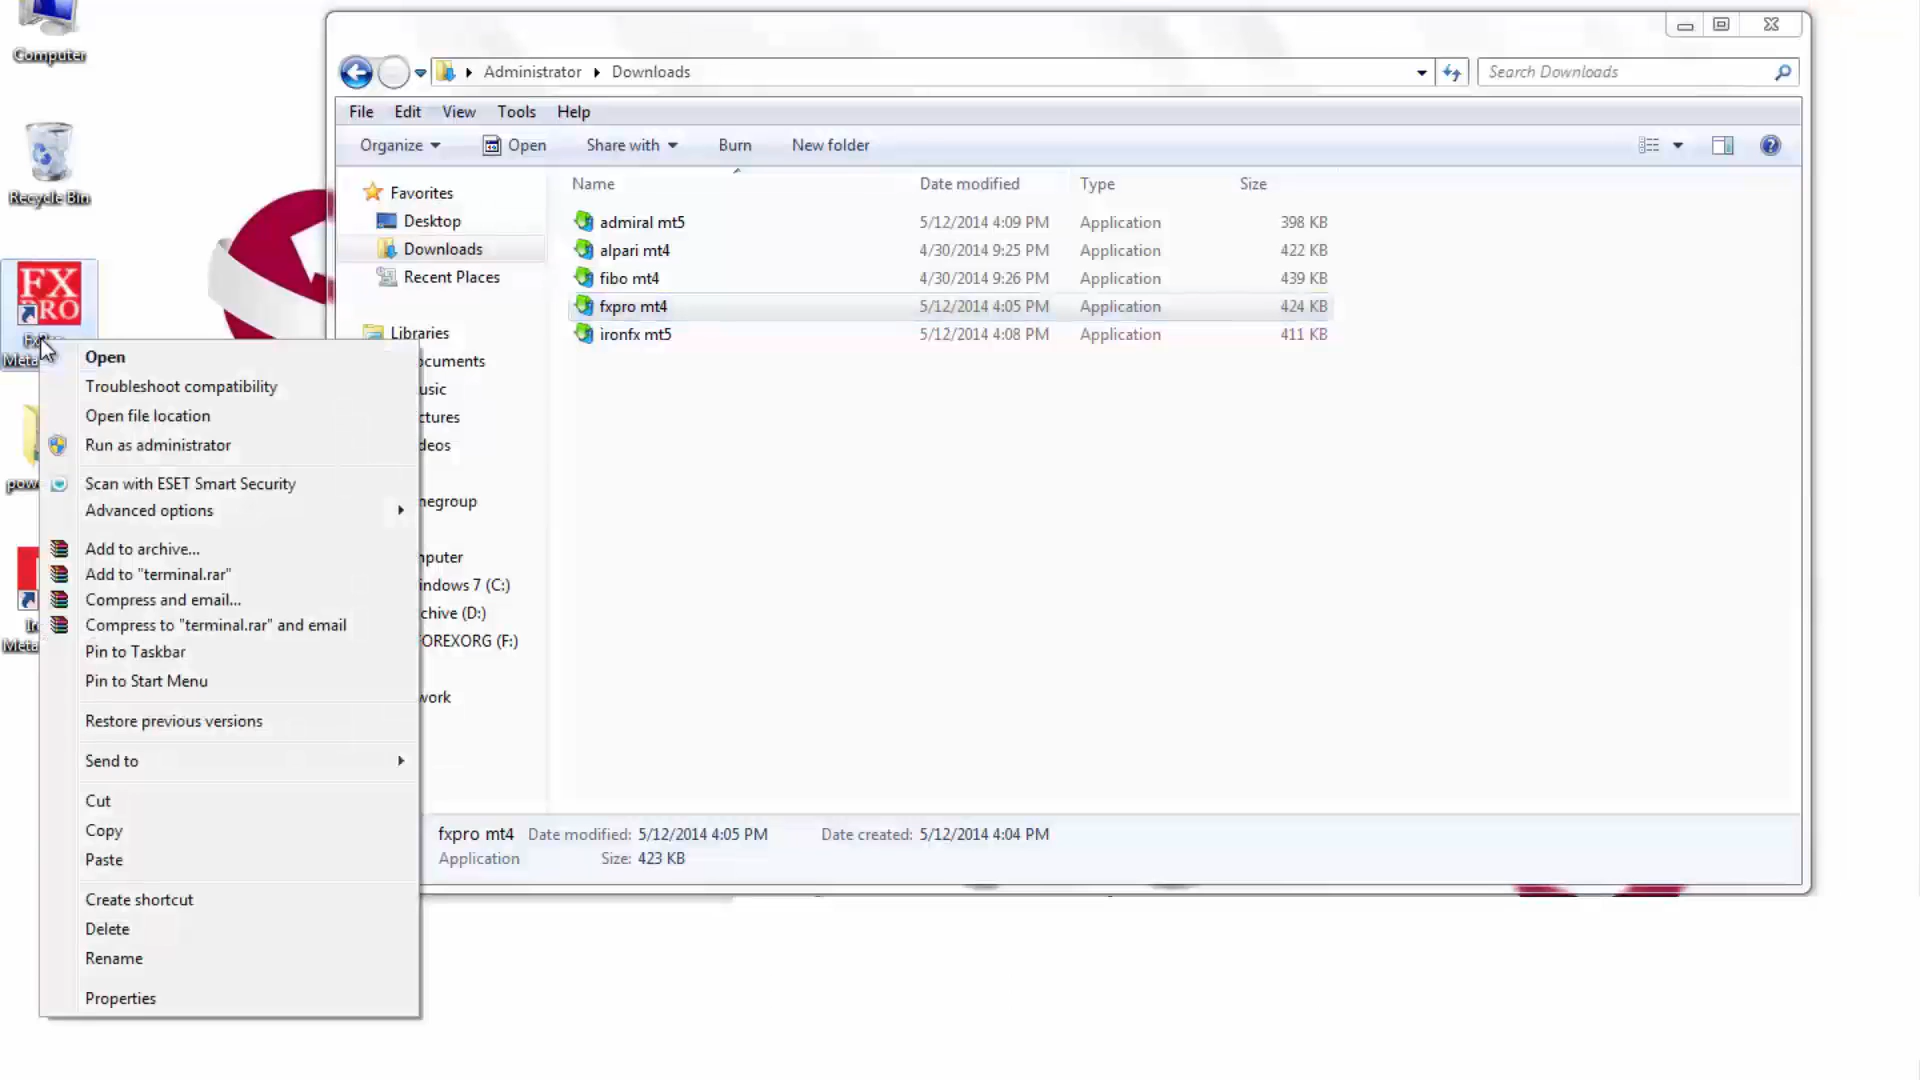 Computer
Recycle Bin
FX
PRO
Administrator
Downloads
Search Downloads
File
Edit
View
Tools
Help
Organize
Open
Share with
Burn
New folder
Name
Date modified
Type
Size
Favorites
Desktop
Downloads
Recent Places
Libraries
ocuments
usic
ctures
deos
negroup
nputer
indows 7 (C:)
chive (D:)
OREXORG (F:)
work
admiral mt5 5/12/2014 4:09 PM Application 398 KB
alpari mt4 4/30/2014 9:25 PM Application 422 KB
fibo mt4 4/30/2014 9:26 PM Application 439 KB
fxpro mt4 5/12/2014 4:05 PM Application 424 KB
ironfx mt5 5/12/2014 4:08 PM Application 411 KB
Meta
pow
Meta
Open
Troubleshoot compatibility
Open file location
Run as administrator
Scan with ESET Smart Security
Advanced options
Add to archive...
Add to "terminal.rar"
Compress and email...
Compress to "terminal.rar" and email
Pin to Taskbar
Pin to Start Menu
Restore previous versions
Send to
Cut
Copy
Paste
Create shortcut
Delete
Rename
Properties
fxpro mt4 Date modified: 5/12/2014 4:05 PM Date created: 5/12/2014 4:04 PM
Application Size: 423 KB